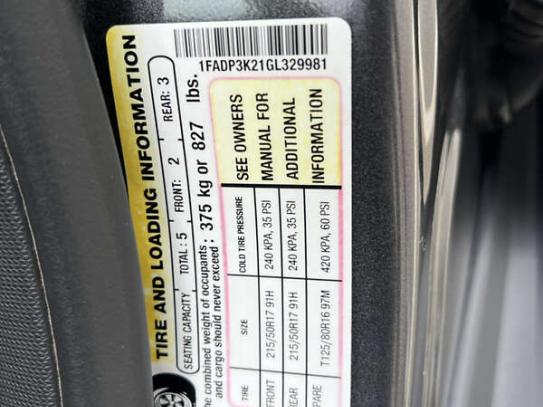 1FADP3K21GL329981
TIRE AND LOADING INFORMATION
SEATING CAPACITY TOTAL: 5 FRONT: 2 REAR: 3
combined weight of occupants
and cargo should never exceed: 375 kg or 827 lbs.
TIRE SIZE COLD TIRE PRESSURE
FRONT 215/50R17 91H 240 KPA, 35 PSI
REAR 215/50R17 91H 240 KPA, 35 PSI
SPARE T125/80R16 97M 420 KPA, 60 PSI
SEE OWNERS
MANUAL FOR
ADDITIONAL
INFORMATION